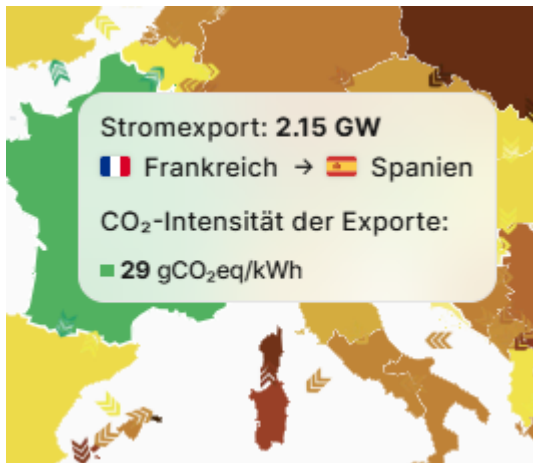 Stromexport: 2.15 GW
Frankreich → Spanien
CO₂-Intensität der Exporte:
29 gCO₂eq/kWh